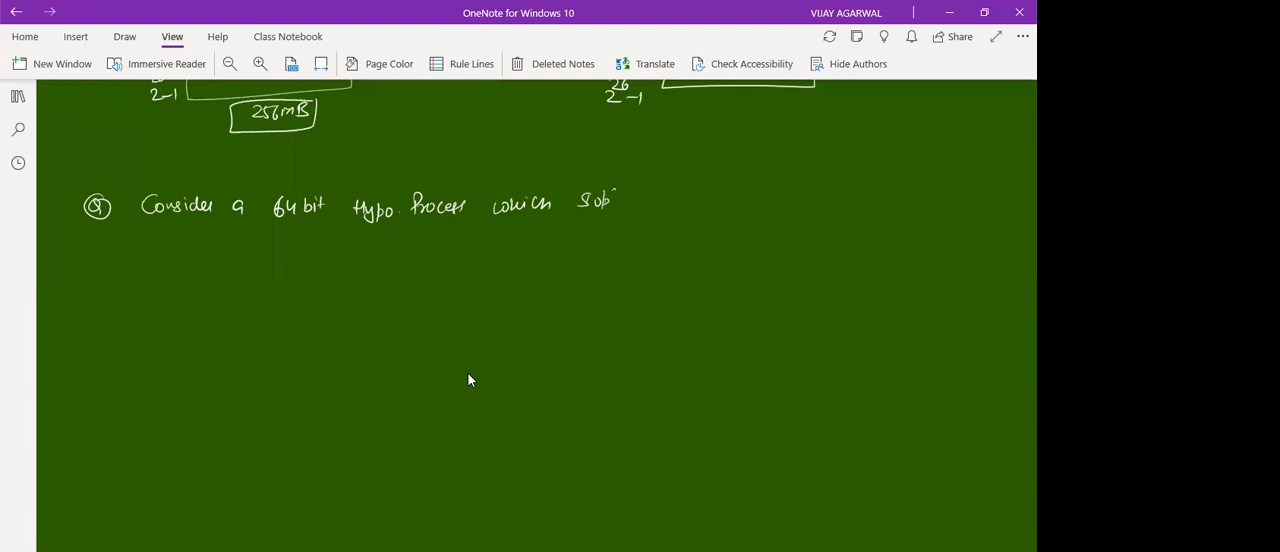 OneNote for Windows 10
VIJAY AGARWAL
Home Insert Draw View Help Class Notebook
Share
New Window Immersive Reader Page Color Rule Lines Deleted Notes Translate Check Accessibility Hide Authors
26
2-1 2-1
256mB
Q Consider a 64 bit Hypo. Process which Sup